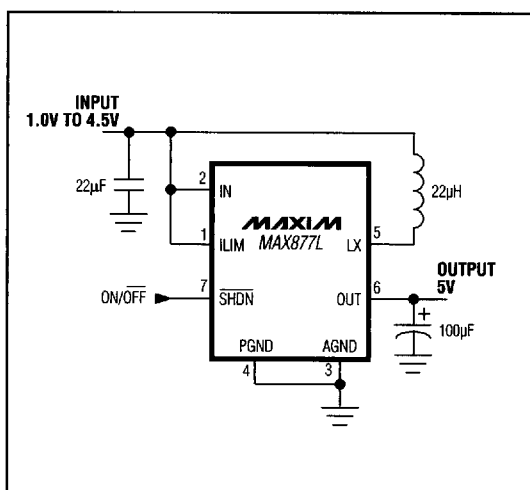 INPUT
1.0V TO 4.5V
22µF
2
IN
22µH
MAXIM
MAX877L
1
ILIM
5
LX
7
ON/OFF
SHDN
OUT
6
OUTPUT
5V
+
100µF
PGND
AGND
4
3